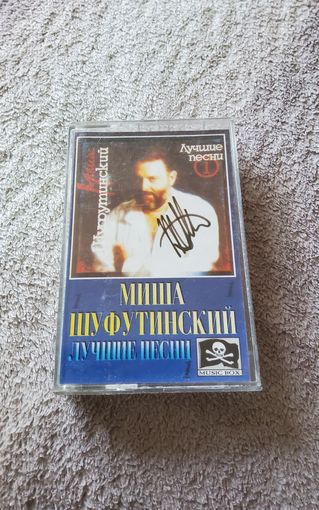 Миша
Шуфутинский
Лучшие
песни
1
МИША
ШУФУТИНСКИЙ
ЛУЧШИЕ ПЕСНИ
MUSIC BOX